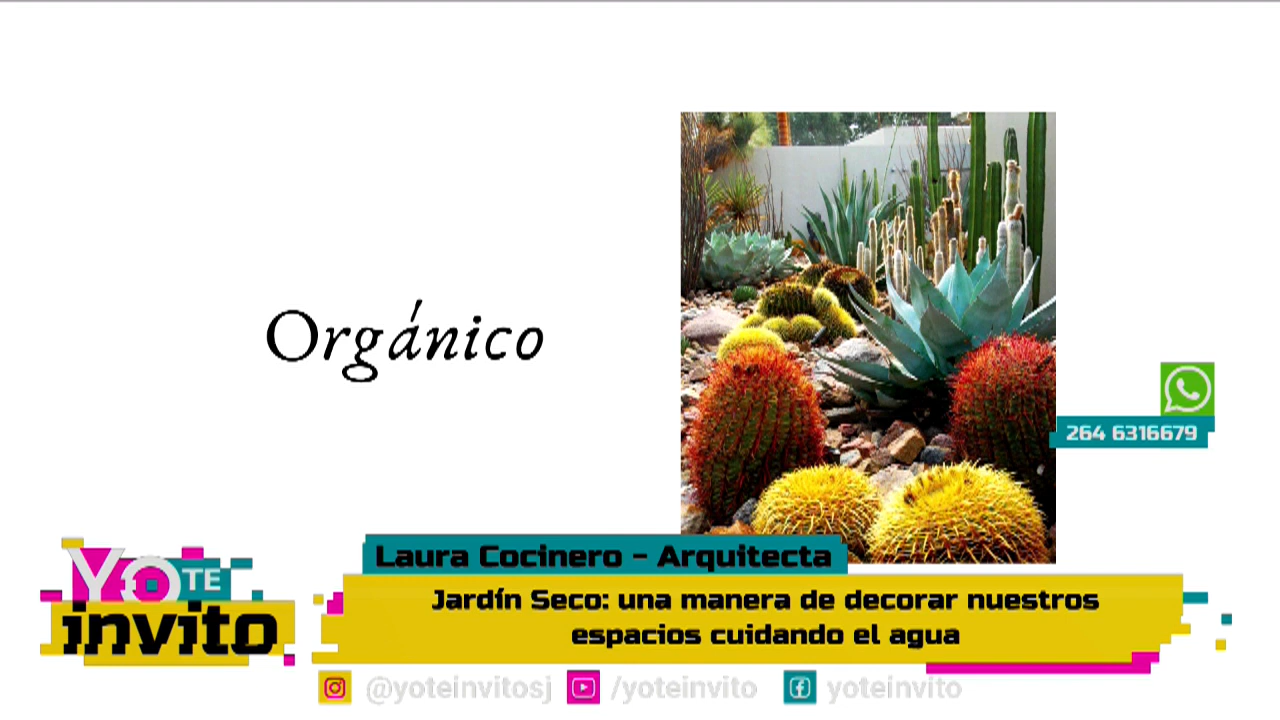 Orgánico
264 6316679
Laura Cocinero - Arquitecta
YO TE
invito
Jardín Seco: una manera de decorar nuestros
espacios cuidando el agua
@yoteinvitosj /yoteinvito yoteinvito